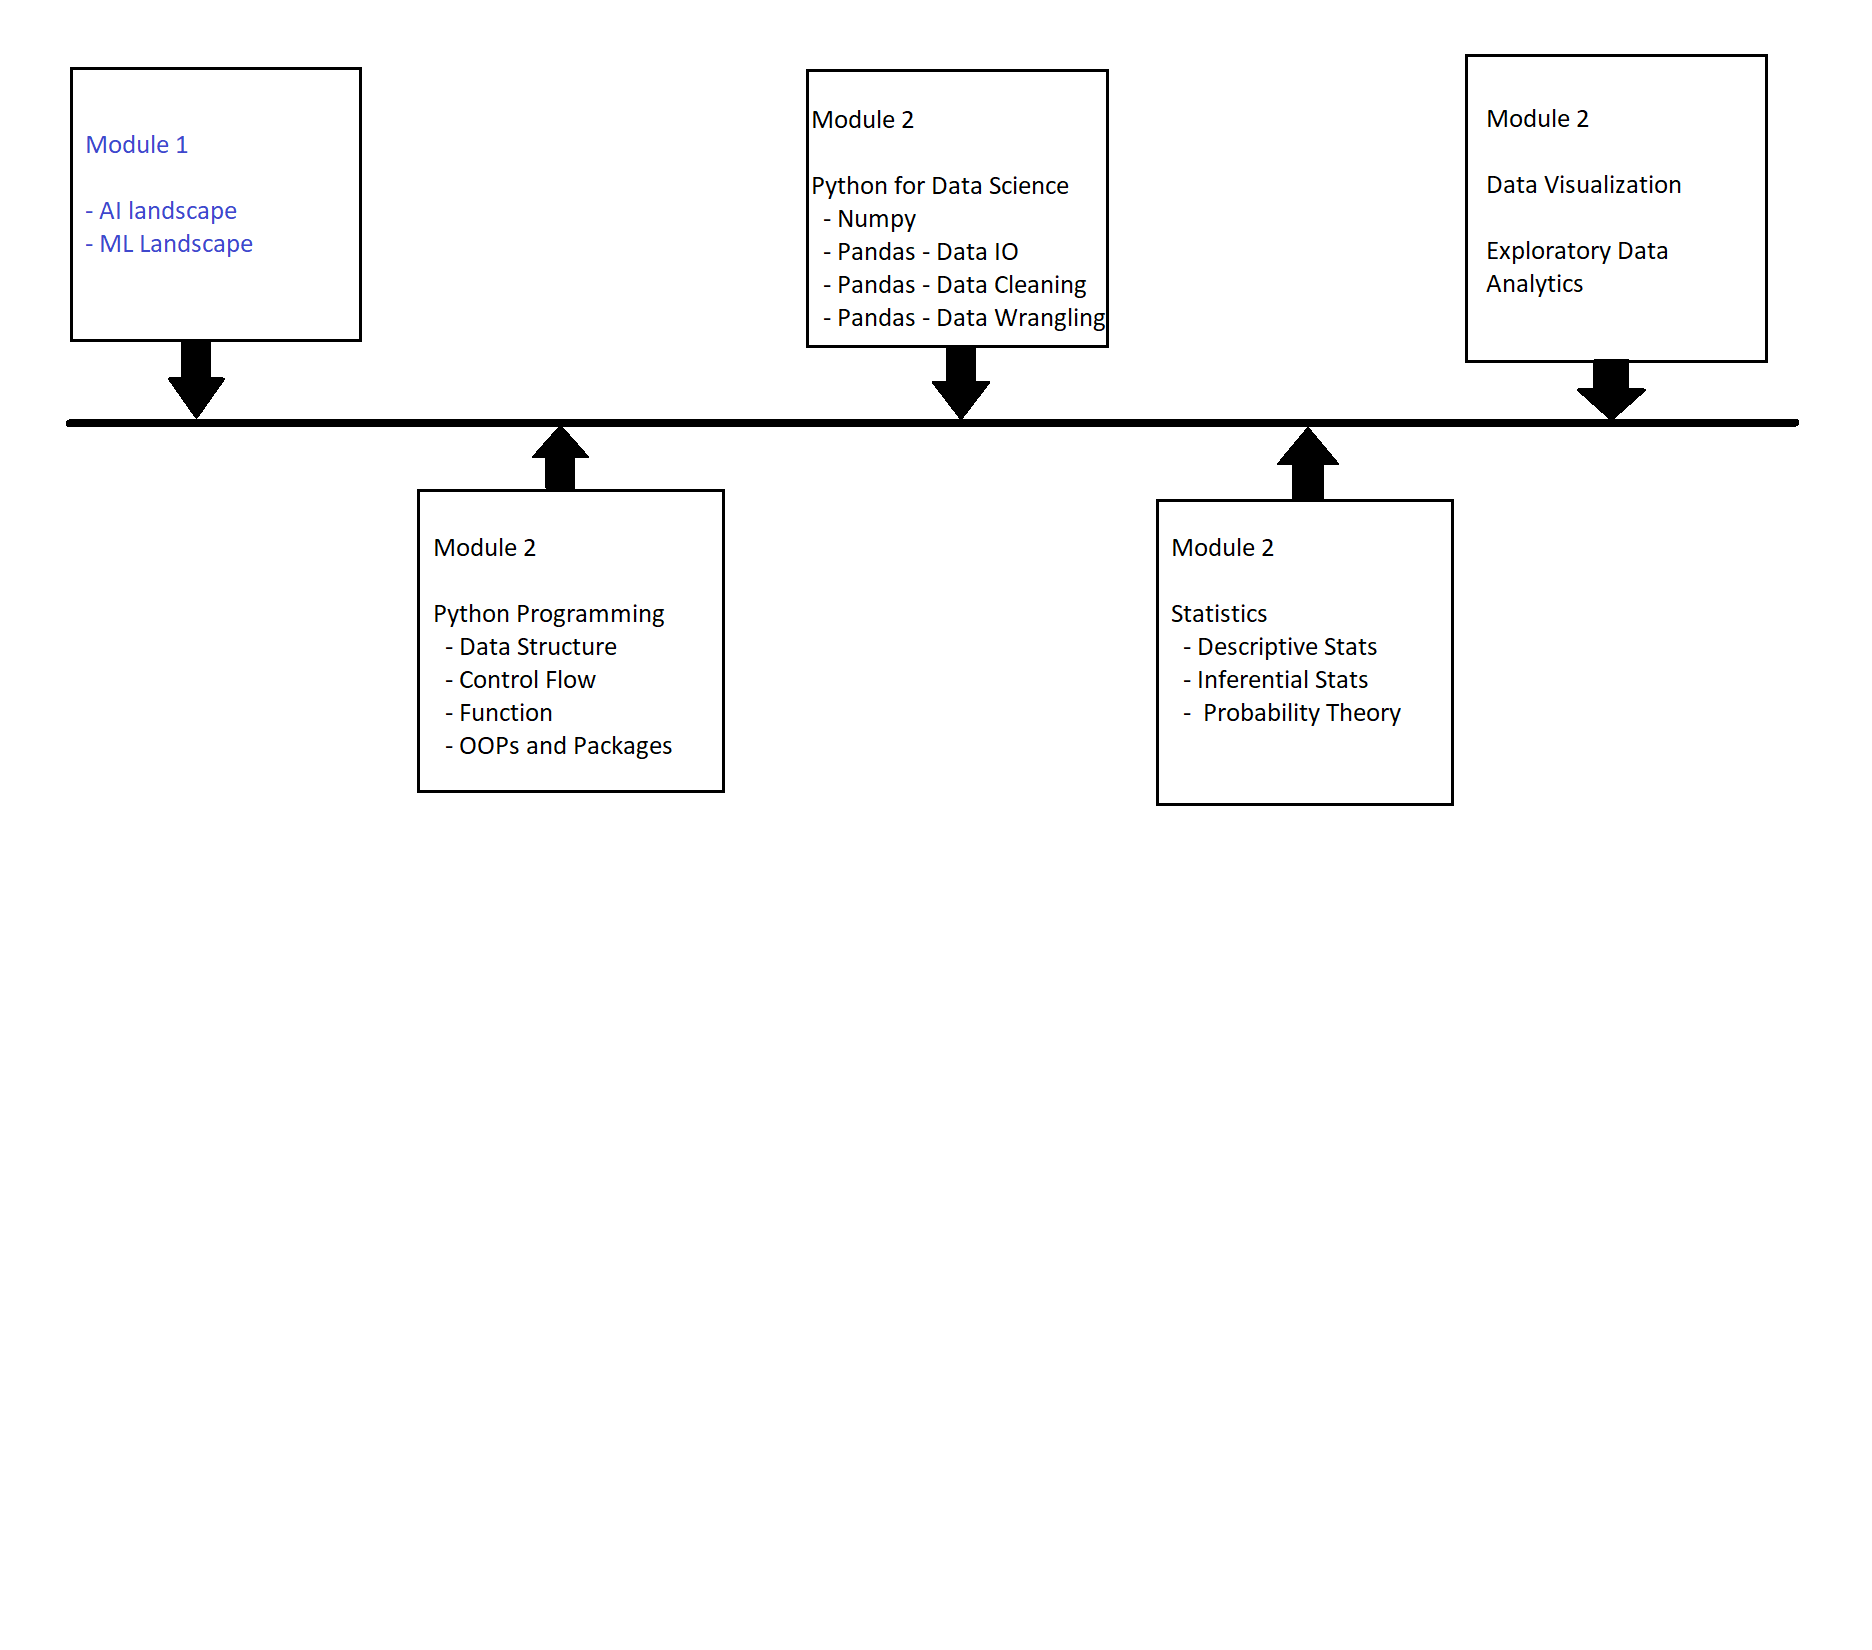 Module 1
- AI landscape
- ML Landscape
Module 2
Python Programming
- Data Structure
- Control Flow
- Function
- OOPs and Packages
Module 2
Python for Data Science
- Numpy
- Pandas - Data IO
- Pandas - Data Cleaning
- Pandas - Data Wrangling
Module 2
Statistics
- Descriptive Stats
- Inferential Stats
-  Probability Theory
Module 2
Data Visualization
Exploratory Data
Analytics